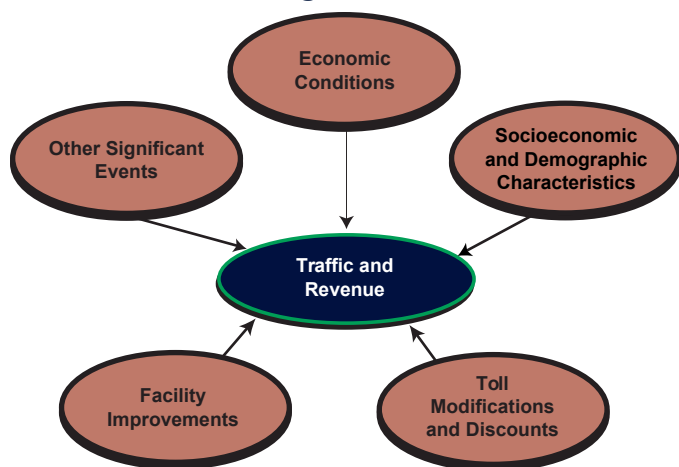 Economic
Conditions
Other Significant
Events
Socioeconomic
and Demographic
Characteristics
Traffic and
Revenue
Facility
Improvements
Toll
Modifications
and Discounts